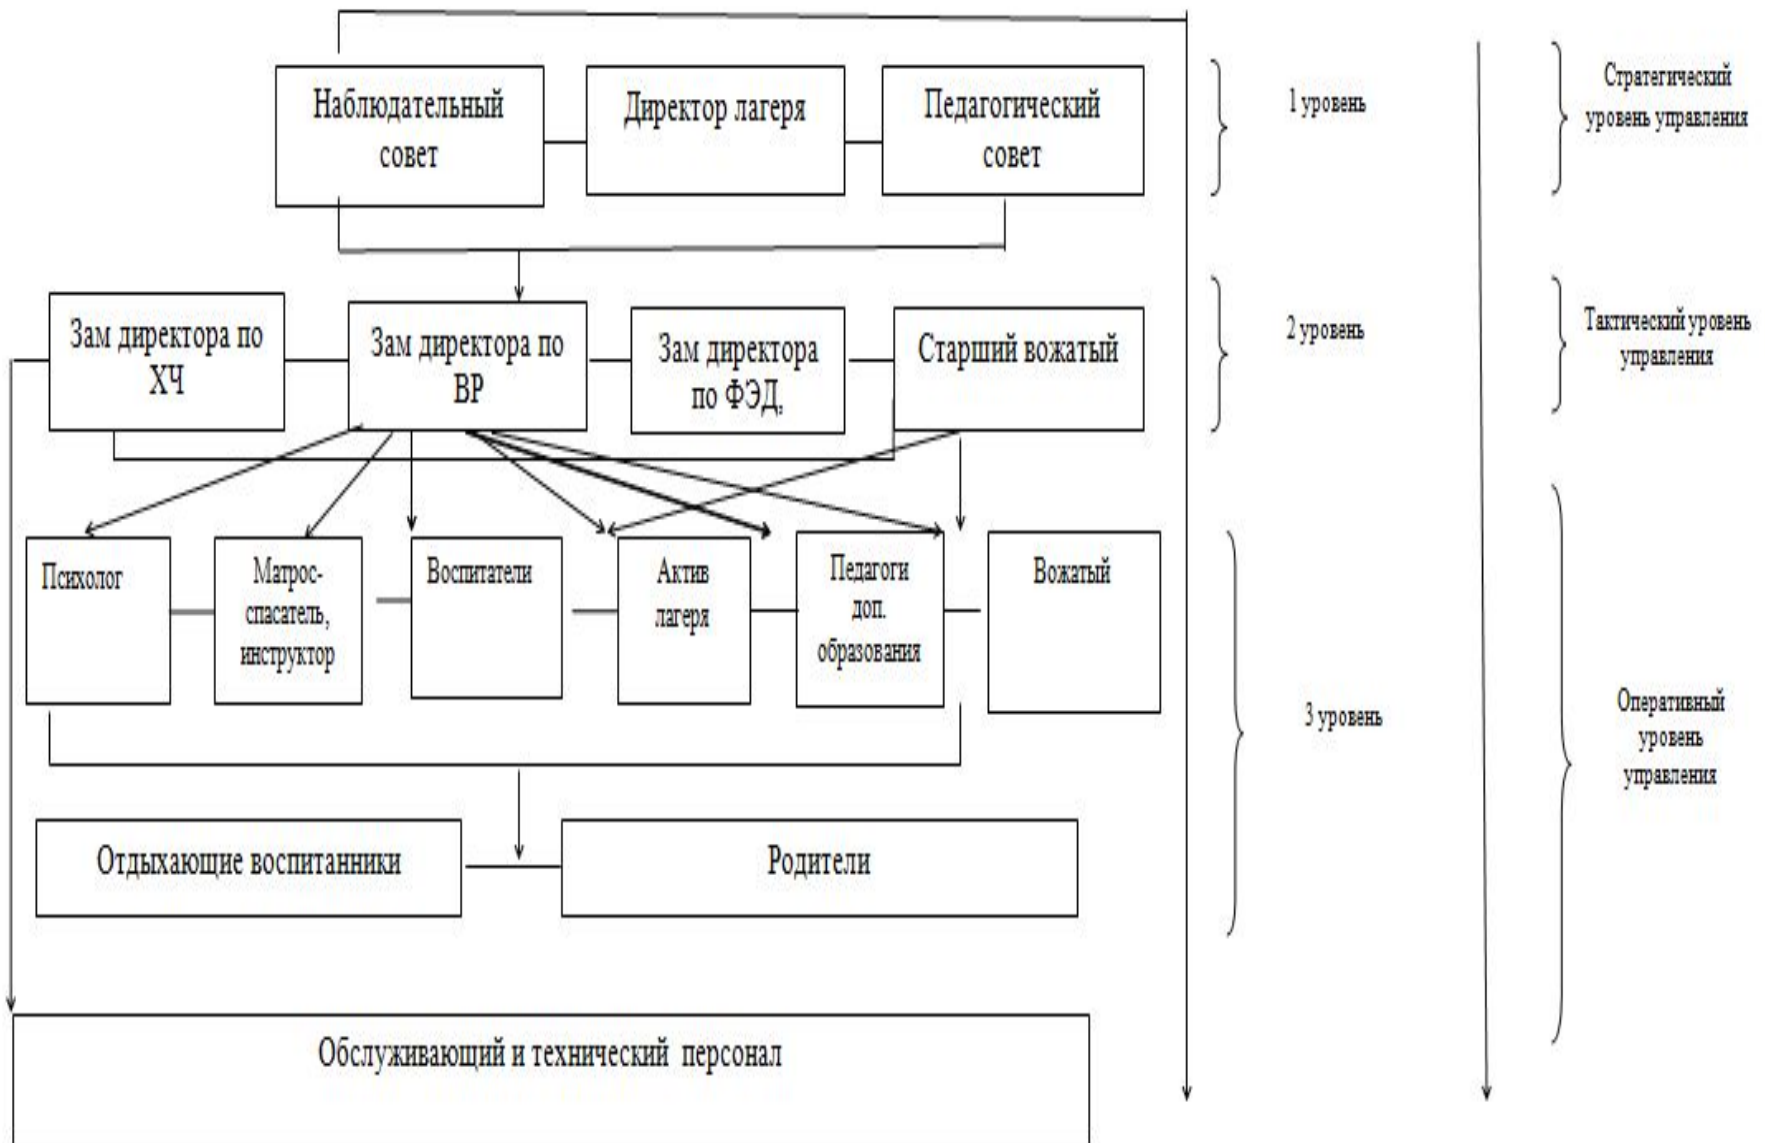 Наблюдательный
совет
Директор лагеря
Педагогический
совет
1 уровень
Стратегический
уровень управления
Зам директора по
ХЧ
Зам директора по
ВР
Зам директора
по ФЭД,
Старший вожатый
2 уровень
Тактический уровень
управления
Психолог
Матрос-
спасатель,
инструктор
Воспитатели
Актив
лагеря
Педагоги
доп.
образования
Вожатый
3 уровень
Оперативный
уровень
управления
Отдыхающие воспитанники
Родители
Обслуживающий и технический персонал